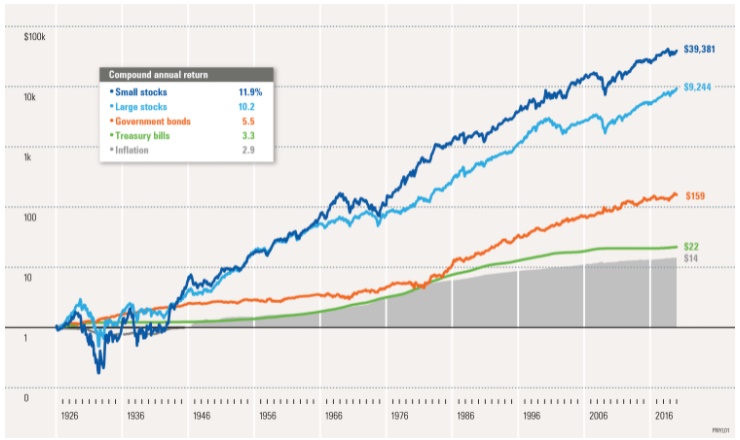 $100k
$39,381
Compound annual return
• Small stocks 11.9%
• Large stocks 10.2
• Government bonds 5.5
• Treasury bills 3.3
• Inflation 2.9
10k
$9,244
1k
100
$159
$22
$14
10
1
0
1926 1936 1946 1956 1966 1976 1986 1996 2006 2016